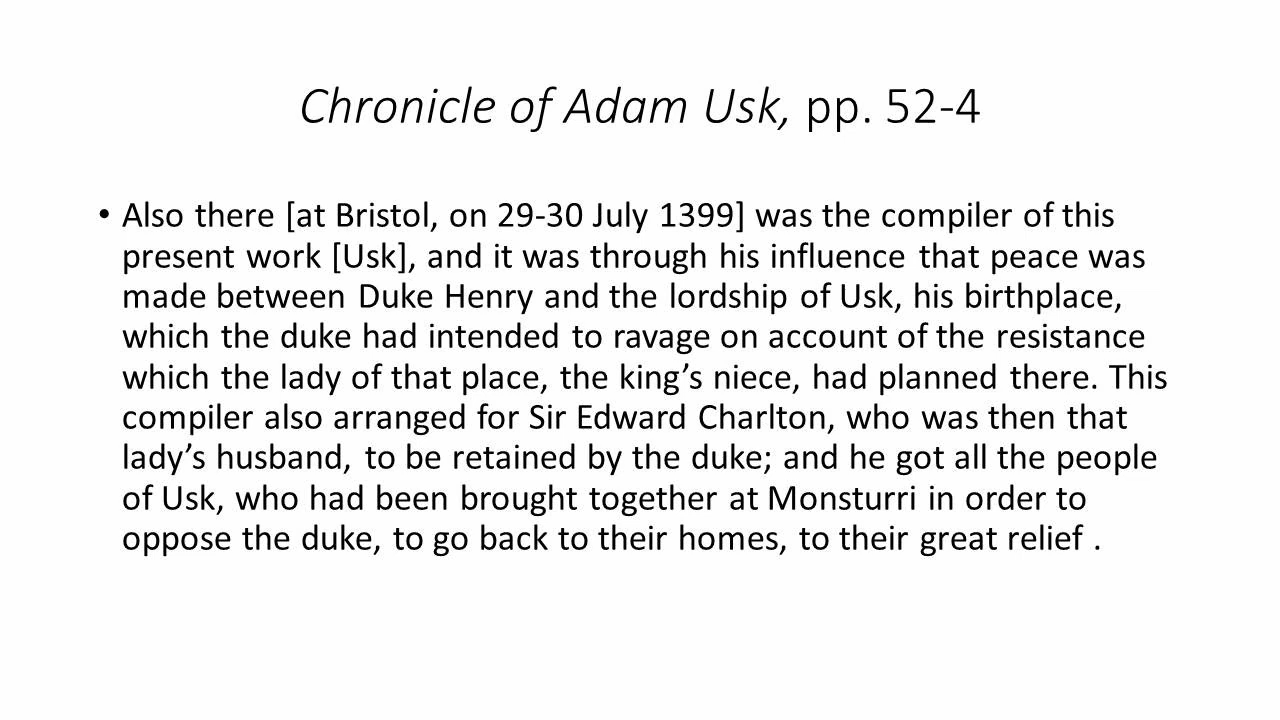 Chronicle of Adam Usk, pp. 52-4
• Also there [at Bristol, on 29-30 July 1399] was the compiler of this
present work [Usk], and it was through his influence that peace was
made between Duke Henry and the lordship of Usk, his birthplace,
which the duke had intended to ravage on account of the resistance
which the lady of that place, the king’s niece, had planned there. This
compiler also arranged for Sir Edward Charlton, who was then that
lady’s husband, to be retained by the duke; and he got all the people
of Usk, who had been brought together at Monsturri in order to
oppose the duke, to go back to their homes, to their great relief .